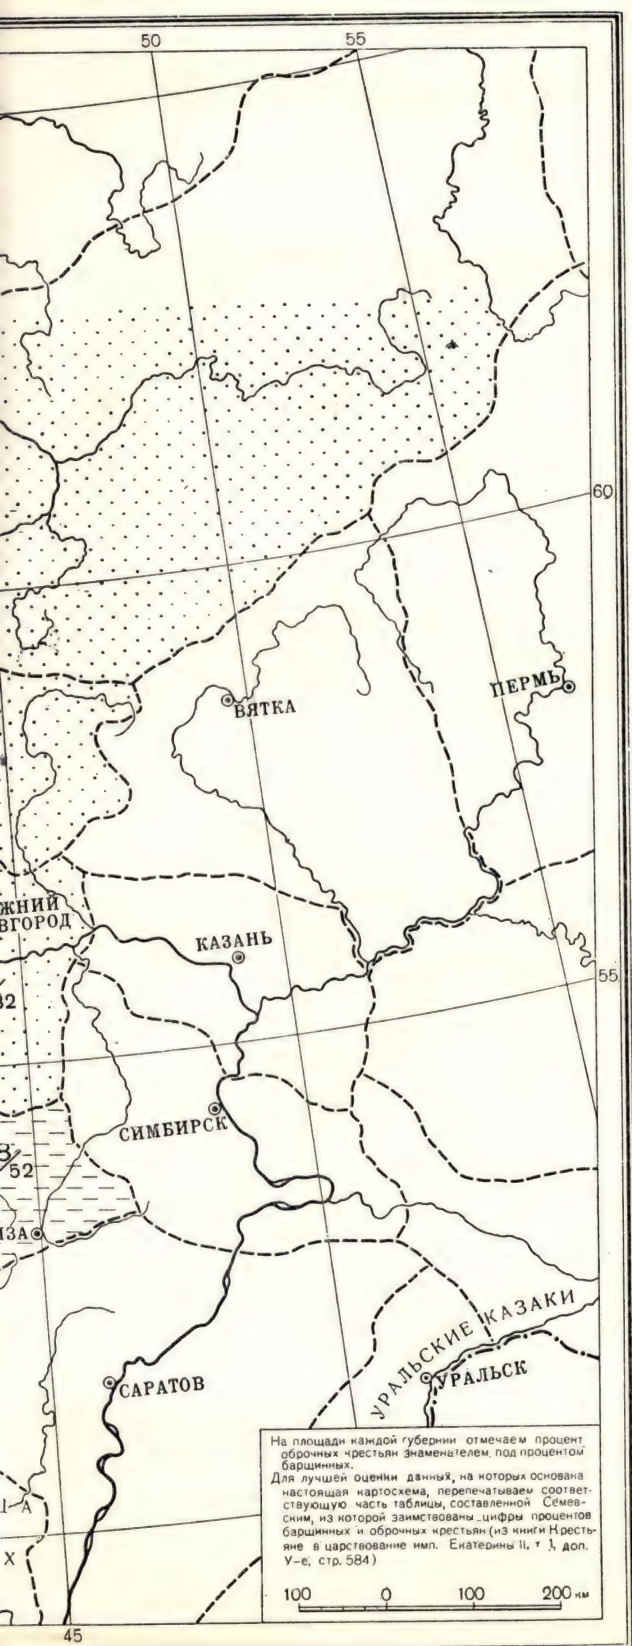 50
55
60
ПЕРМЬ
ВЯТКА
ЖНИЙ
ВГОРОД
КАЗАНЬ
55
32
СИМБИРСК
52
ЗА
УРАЛЬСКИЕ КАЗАКИ
УРАЛЬСК
САРАТОВ
На площади каждой губернии отмечаем процент
оброчных крестьян знаменателем, под процентом
барщинных.
Для лучшей оценки данных, на которых основана
настоящая картосхема, перепечатываем соответ-
ствующую часть таблицы, составленной Семев-
ским, из которой заимствованы цифры процентов
барщинных и оброчных крестьян (из книги Кресть-
яне в царствование имп. Екатерины II, т I, доп.
У-е, стр. 584)
А
Х
100 0 100 200 км
45